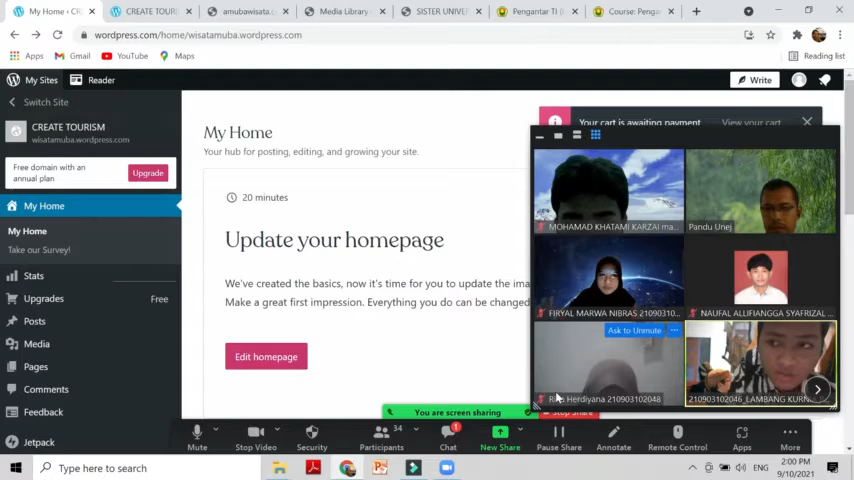 My Home ‹ CR
CREATE TOURIS
amubawisata.c
Media Library
SISTER UNIVER
Pengantar TI (
Course: Penga
wordpress.com/home/wisatamuba.wordpress.com
Apps
Gmail
YouTube
Maps
Reading list
My Sites
Reader
Write
Switch Site
CREATE TOURISM
wisatamuba.wordpress.com
Free domain with an
annual plan
Upgrade
My Home
My Home
Take our Survey!
Stats
Upgrades
Free
Posts
Media
Pages
Comments
Feedback
Jetpack
My Home
Your hub for posting, editing, and growing your site.
Your cart is awaiting payment
View your cart
20 minutes
Update your homepage
We've created the basics, now it's time for you to update the ima
Make a great first impression. Everything you do can be changed
Edit homepage
MOHAMAD KHATAMI KARZAI ma...
Pandu Unej
FIRYAL MARWA NIBRAS 2109031...
NAUFAL ALLIFIANGGA SYAFRIZAL ...
Ask to Unmute
Herdiyana 210903102048
210903102046_LAMBANG
You are screen sharing
Stop Share
Mute
Stop Video
Security
Participants
34
Chat
1
New Share
Pause Share
Annotate
Remote Control
Apps
More
Type here to search
ENG
2:00 PM
9/10/2021